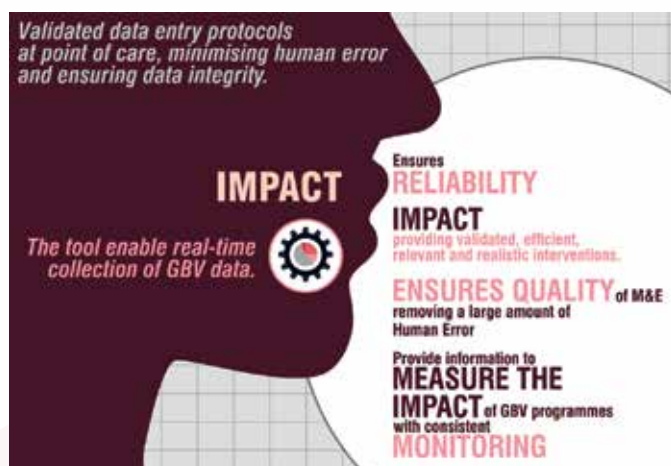 Validated data entry protocols
at point of care, minimising human error
and ensuring data integrity.
IMPACT
The tool enable real-time
collection of GBV data.
Ensures
RELIABILITY
IMPACT
providing validated, efficient,
relevant and realistic interventions.
ENSURES QUALITY of M&E
removing a large amount of
Human Error
Provide information to
MEASURE THE
IMPACT of GBV programmes
with consistent
MONITORING